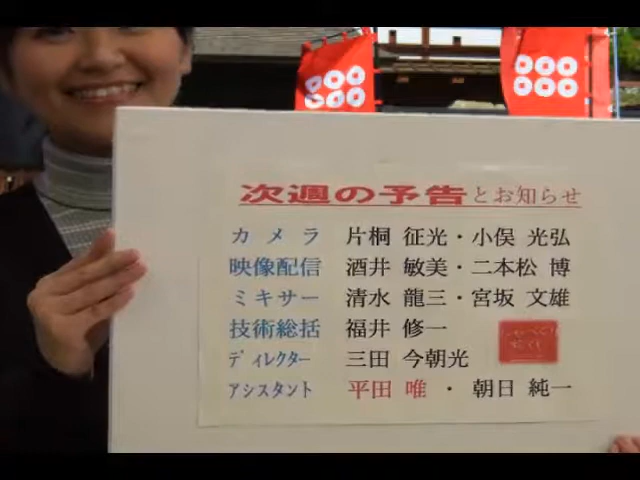 次週の予告とお知らせ
カメラ 片桐 征光・小俣 光弘
映像配信 酒井 敏美・二本松 博
ミキサー 清水 龍三・宮坂 文雄
技術総括 福井 修一
ディレクター 三田 今朝光
アシスタント 平田 唯・朝日 純一